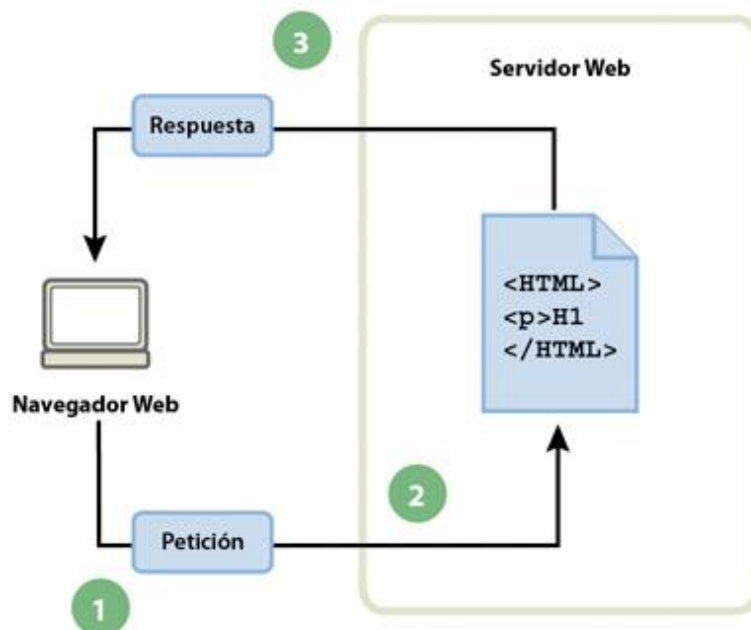 3
Servidor Web
Respuesta
<HTML>
<p>H1
</HTML>
Navegador Web
2
Petición
1